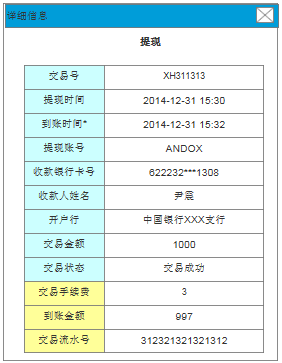 详细信息
提现
交易号 XH311313
提现时间 2014-12-31 15:30
到账时间* 2014-12-31 15:32
提现账号 ANDOX
收款银行卡号 622232***1308
收款人姓名 尹震
开户行 中国银行XXX支行
交易金额 1000
交易状态 交易成功
交易手续费 3
到账金额 997
交易流水号 312321321321312